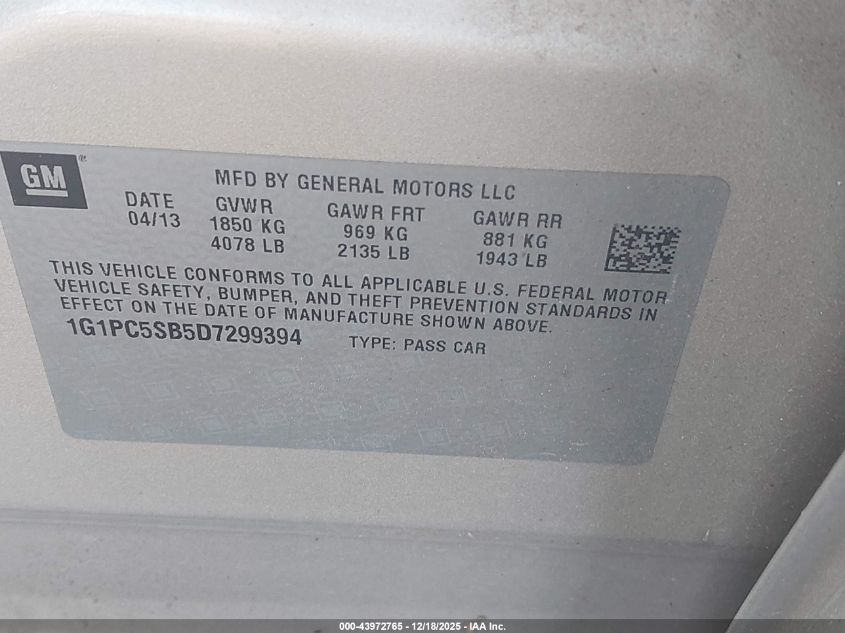 GM®
MFD BY GENERAL MOTORS LLC
DATE GVWR GAWR FRT GAWR RR
04/13 1850 KG 969 KG 881 KG
4078 LB 2135 LB 1943 LB
THIS VEHICLE CONFORMS TO ALL APPLICABLE U.S. FEDERAL MOTOR
VEHICLE SAFETY, BUMPER, AND THEFT PREVENTION STANDARDS IN
EFFECT ON THE DATE OF MANUFACTURE SHOWN ABOVE.
1G1PC5SB5D7299394 TYPE: PASS CAR
000-43972765 - 12/18/2025 - IAA Inc.